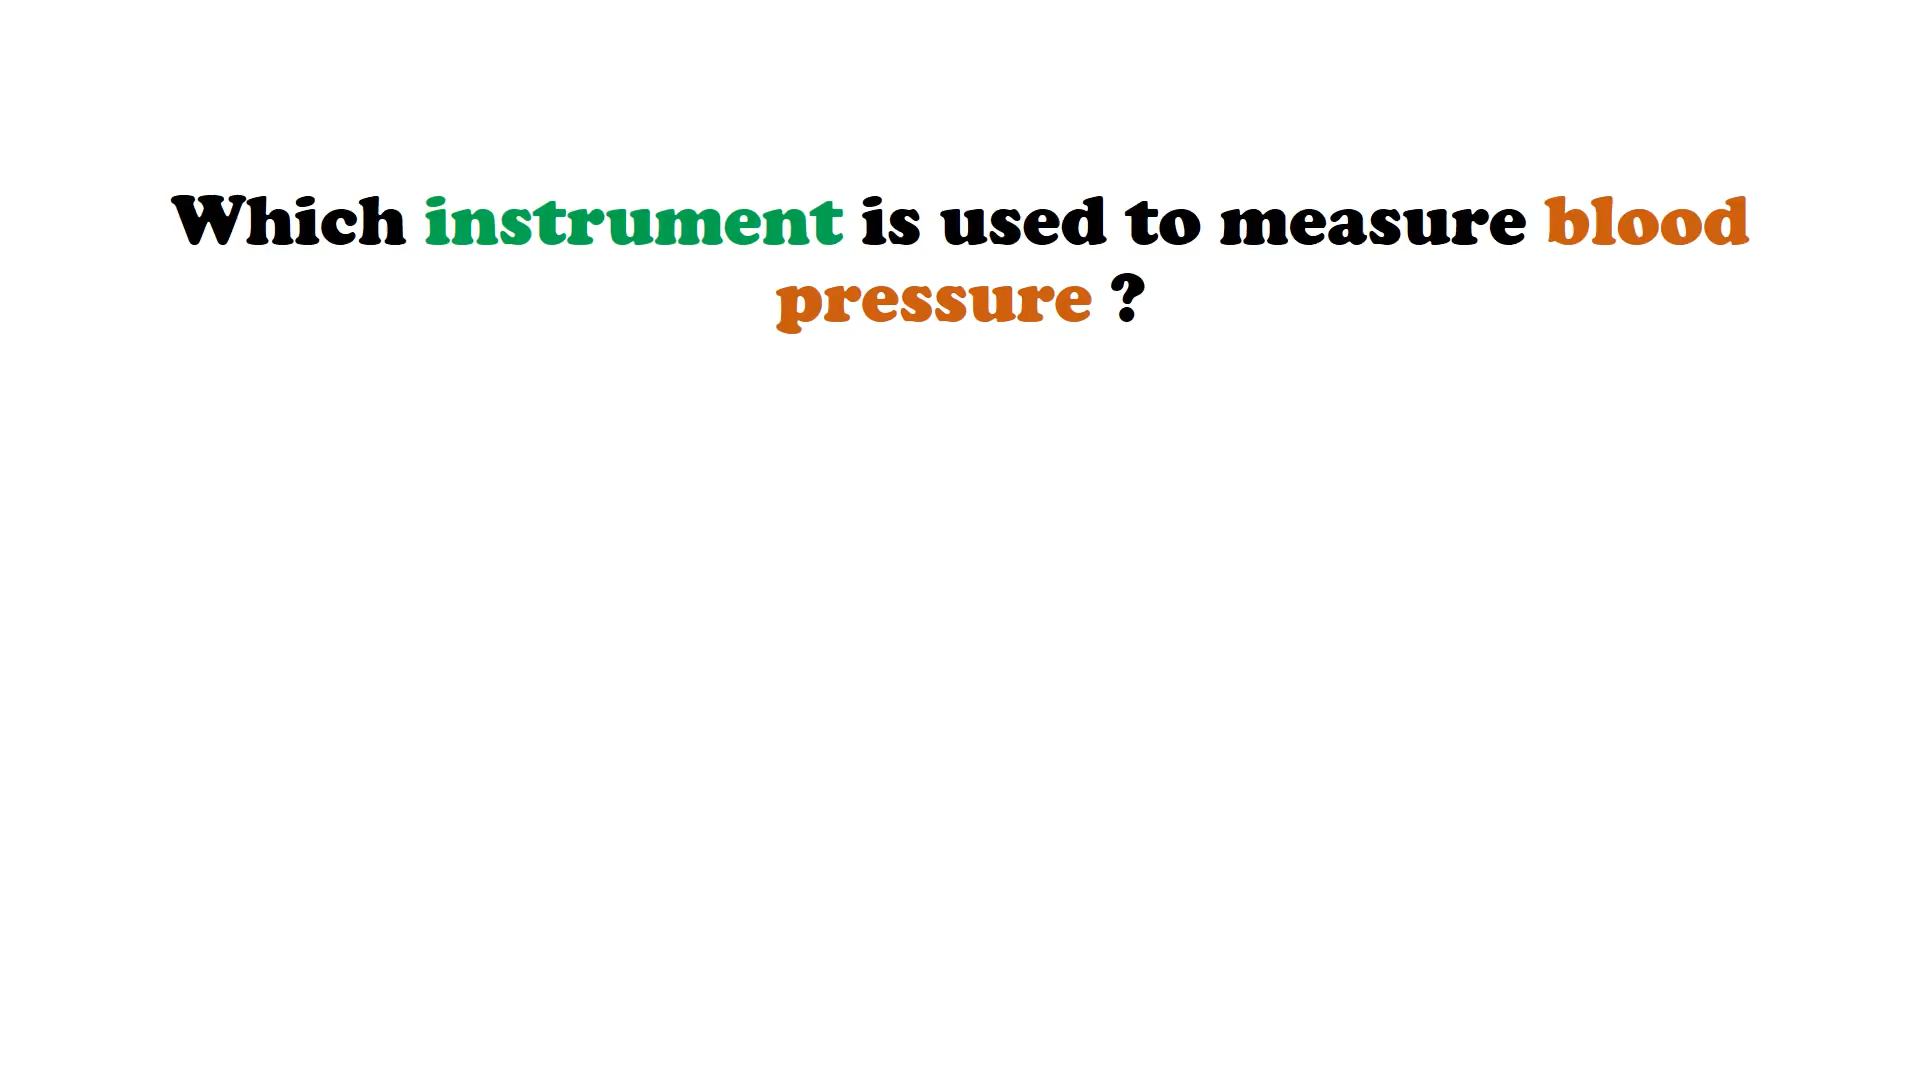 Which instrument is used to measure blood
pressure ?